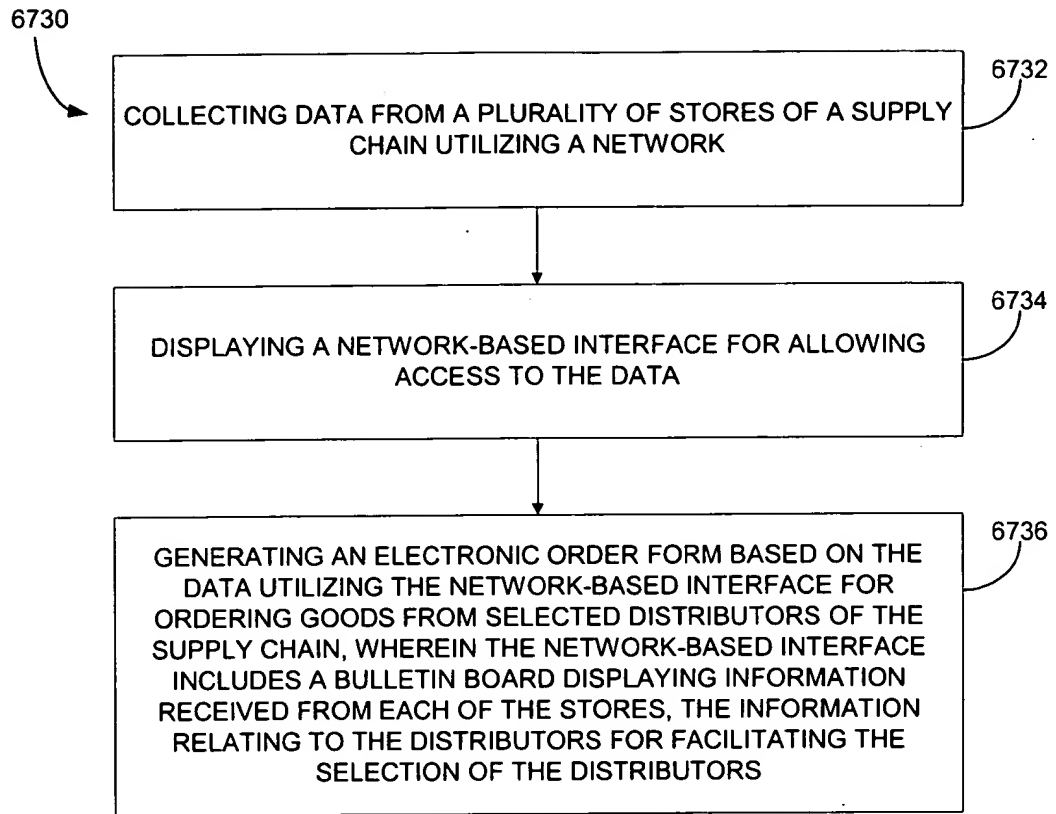 6730
6732
COLLECTING DATA FROM A PLURALITY OF STORES OF A SUPPLY
CHAIN UTILIZING A NETWORK
6734
DISPLAYING A NETWORK-BASED INTERFACE FOR ALLOWING
ACCESS TO THE DATA
6736
GENERATING AN ELECTRONIC ORDER FORM BASED ON THE
DATA UTILIZING THE NETWORK-BASED INTERFACE FOR
ORDERING GOODS FROM SELECTED DISTRIBUTORS OF THE
SUPPLY CHAIN, WHEREIN THE NETWORK-BASED INTERFACE
INCLUDES A BULLETIN BOARD DISPLAYING INFORMATION
RECEIVED FROM EACH OF THE STORES, THE INFORMATION
RELATING TO THE DISTRIBUTORS FOR FACILITATING THE
SELECTION OF THE DISTRIBUTORS